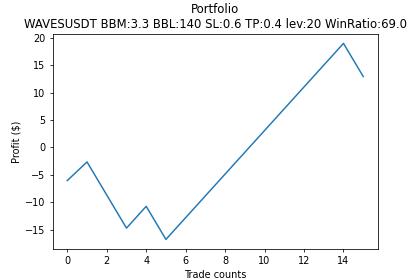 Portfolio
WAVESUSDT BBM:3.3 BBL:140 SL:0.6 TP:0.4 lev:20 WinRatio:69.0
20
15
10
5
0
−5
−10
−15
Profit ($)
0 2 4 6 8 10 12 14
Trade counts